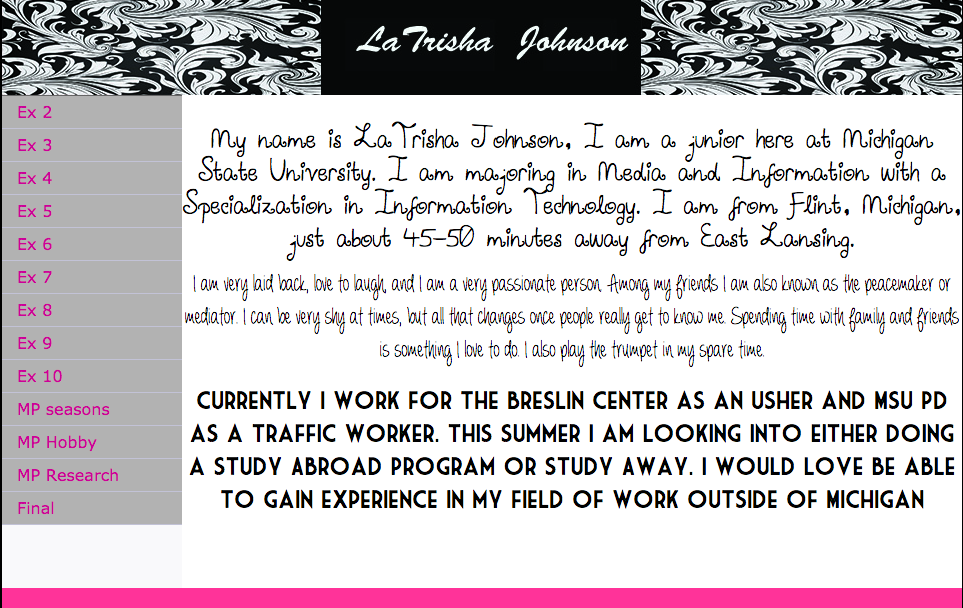 LaTrisha Johnson
Ex 2
Ex 3
Ex 4
Ex 5
Ex 6
Ex 7
Ex 8
Ex 9
Ex 10
MP seasons
MP Hobby
MP Research
Final
My name is LaTrisha Johnson, I am a junior here at Michigan
State University. I am majoring in Media and Information with a
Specialization in Information Technology. I am from Flint, Michigan,
just about 45-50 minutes away from East Lansing.
I am very laid back, love to laugh, and I am a very passionate person. Among my friends I am also known as the peacemaker or
mediator. I can be very shy at times, but all that changes once people really get to know me. Spending time with family and friends
is something I love to do. I also play the trumpet in my spare time.
CURRENTLY I WORK FOR THE BRESLIN CENTER AS AN USHER AND MSU PD
AS A TRAFFIC WORKER. THIS SUMMER I AM LOOKING INTO EITHER DOING
A STUDY ABROAD PROGRAM OR STUDY AWAY. I WOULD LOVE BE ABLE
TO GAIN EXPERIENCE IN MY FIELD OF WORK OUTSIDE OF MICHIGAN